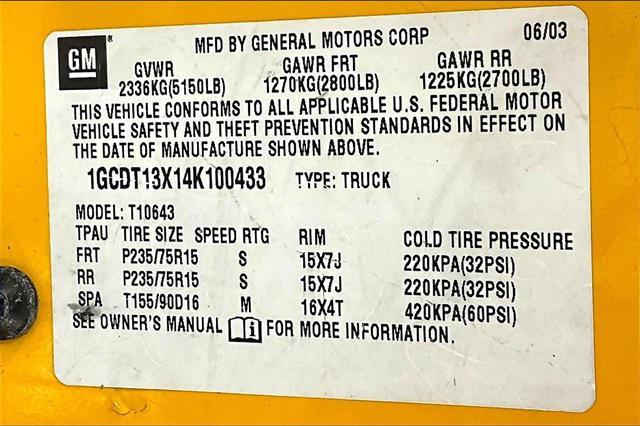 GM® MFD BY GENERAL MOTORS CORP 06/03
GVWR GAWR FRT GAWR RR
2336KG(5150LB) 1270KG(2800LB) 1225KG(2700LB)
THIS VEHICLE CONFORMS TO ALL APPLICABLE U.S. FEDERAL MOTOR
VEHICLE SAFETY AND THEFT PREVENTION STANDARDS IN EFFECT ON
THE DATE OF MANUFACTURE SHOWN ABOVE.
1GCDT13X14K100433 TYPE: TRUCK
MODEL: T10643
TPAU TIRE SIZE SPEED RTG RIM COLD TIRE PRESSURE
FRT P235/75R15 S 15X7J 220KPA(32PSI)
RR P235/75R15 S 15X7J 220KPA(32PSI)
SPA T155/90D16 M 16X4T 420KPA(60PSI)
SEE OWNER'S MANUAL FOR MORE INFORMATION.